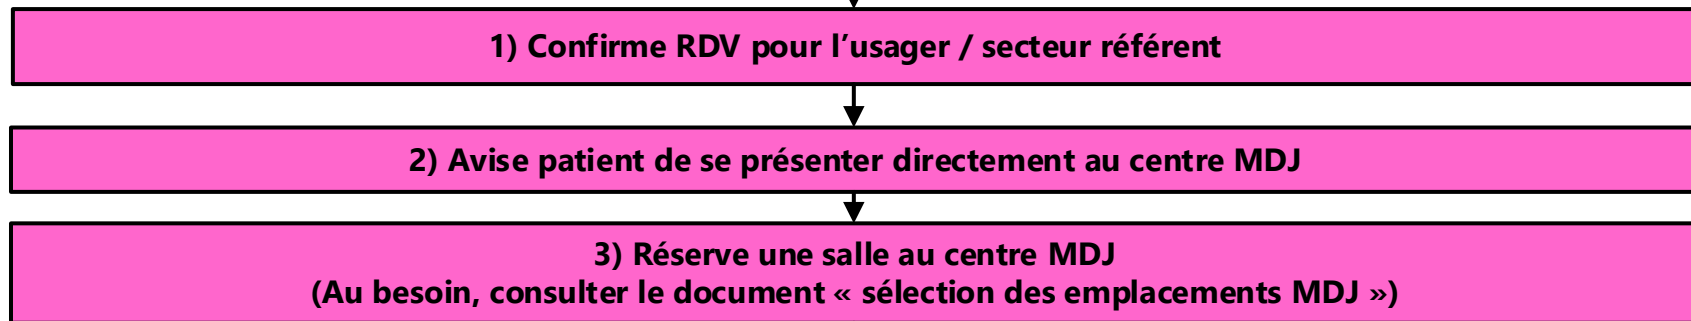 1) Confirme RDV pour l’usager / secteur référent
2) Avise patient de se présenter directement au centre MDJ
3) Réserve une salle au centre MDJ
(Au besoin, consulter le document « sélection des emplacements MDJ »)